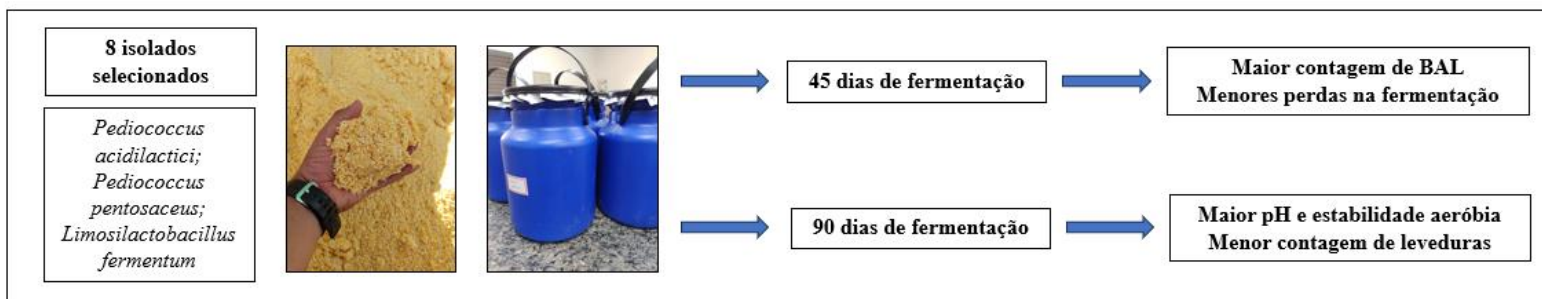 8 isolados
selecionados
Pediococcus
acidilactici;
Pediococcus
pentosaceus;
Limosilactobacillus
fermentum
45 dias de fermentação
Maior contagem de BAL
Menores perdas na fermentação
90 dias de fermentação
Maior pH e estabilidade aeróbia
Menor contagem de leveduras